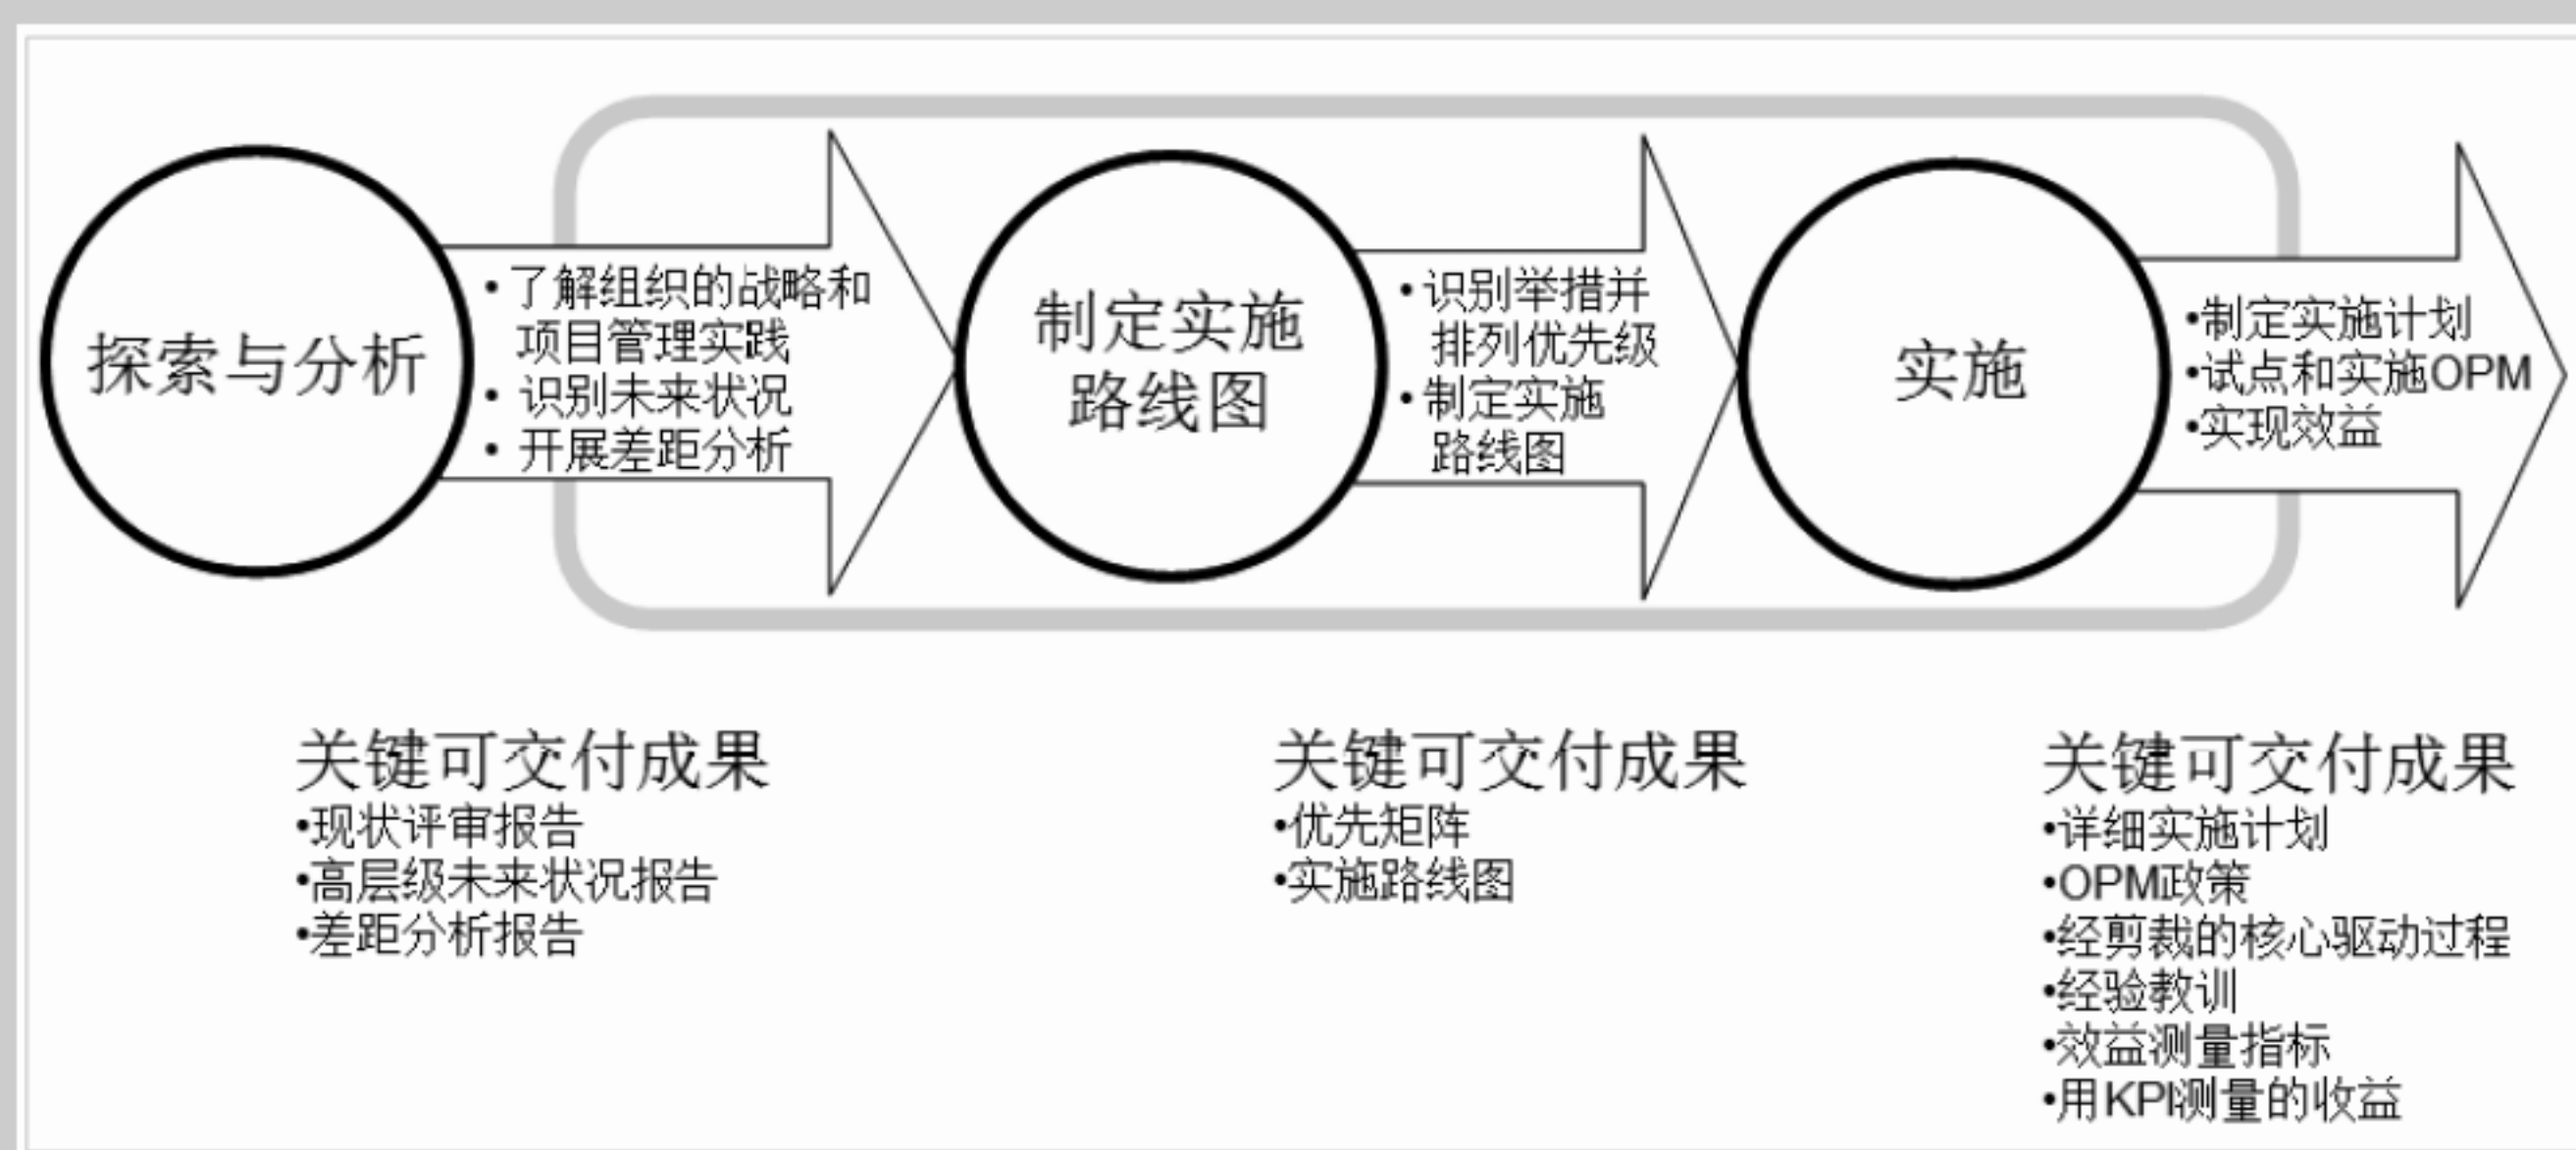 探索与分析
• 了解组织的战略和
项目管理实践
• 识别未来状况
• 开展差距分析
制定实施
路线图
• 识别举措并
排列优先级
• 制定实施
路线图
实施
•制定实施计划
•试点和实施OPM
•实现效益
关键可交付成果
•现状评审报告
•高层级未来状况报告
•差距分析报告
关键可交付成果
•优先矩阵
•实施路线图
关键可交付成果
•详细实施计划
•OPM政策
•经剪裁的核心驱动过程
•经验教训
•效益测量指标
•用KPI测量的收益